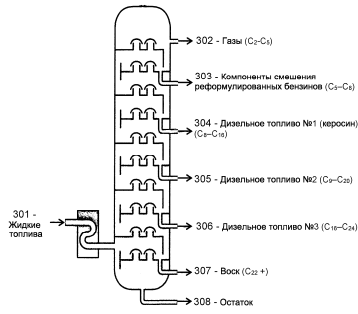 302 - Газы (C2-C5)
303 - Компоненты смешения
реформулированных бензинов (C5–C8)
304 - Дизельное топливо №1 (керосин)
(C8–C16)
305 - Дизельное топливо №2 (C9–C20)
301 -
Жидкие
топлива
306 - Дизельное топливо №3 (C16–C24)
307 - Воск (C22 +)
308 - Остаток